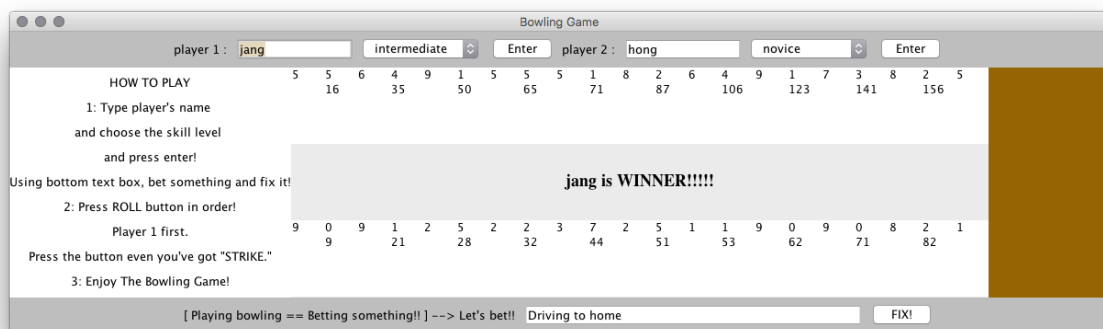 Bowling Game
player 1 : jang intermediate Enter player 2 : hong novice Enter
HOW TO PLAY
1: Type player's name
and choose the skill level
and press enter!
Using bottom text box, bet something and fix it!
2: Press ROLL button in order!
Player 1 first.
Press the button even you've got "STRIKE."
3: Enjoy The Bowling Game!
5 5 6 4 9 1 5 5 5 1 8 2 6 4 9 1 7 3 8 2 5
16 35 50 65 71 87 106 123 141 156
jang is WINNER!!!!!
9 0 9 1 2 5 2 2 3 7 2 5 1 1 9 0 9 0 8 2 1
9 21 28 32 44 51 53 62 71 82
[ Playing bowling == Betting something!! ] --> Let's bet!! Driving to home FIX!